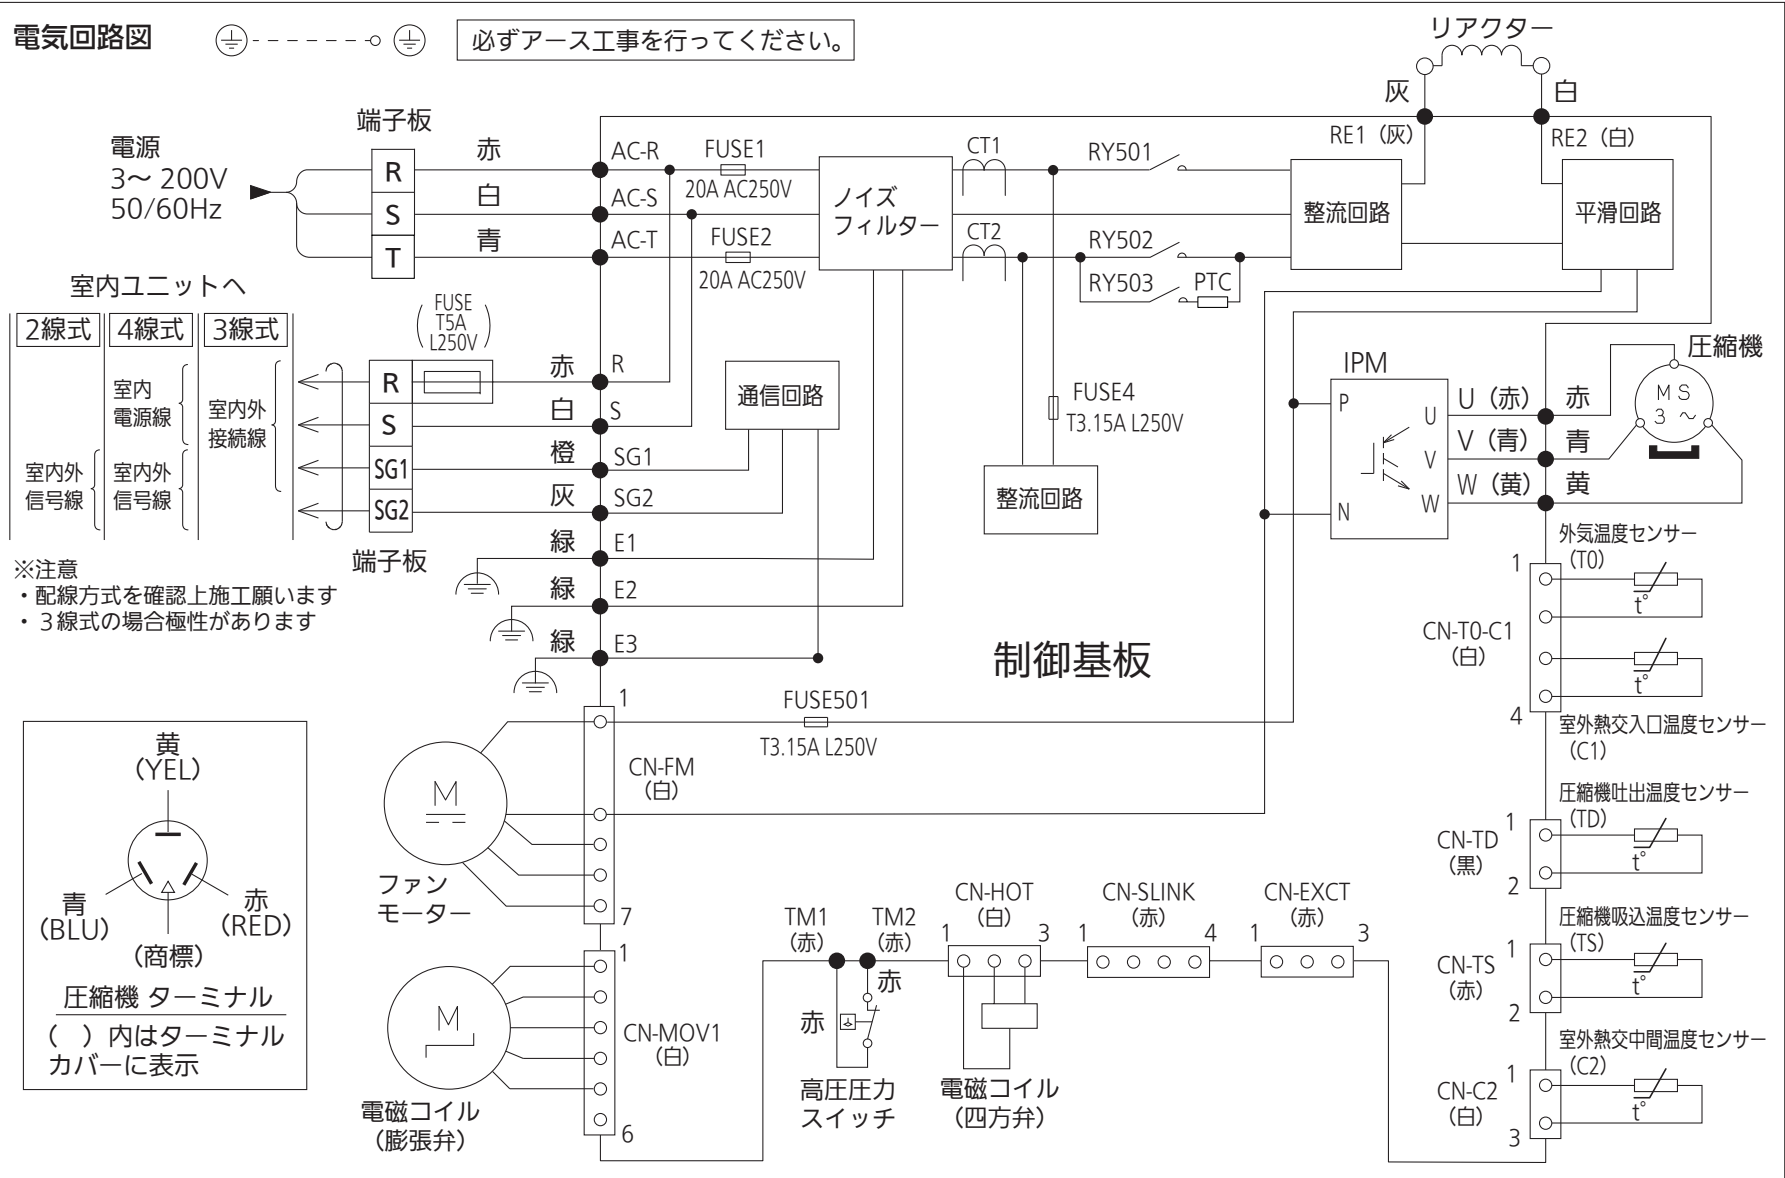 電気回路図
必ずアース工事を行ってください。
リアクター
灰
白
RE1（灰）
RE2（白）
端子板
電源
3～ 200V
50/60Hz
R
S
T
赤
白
青
AC-R
AC-S
AC-T
FUSE1
20A AC250V
FUSE2
20A AC250V
ノイズ
フィルター
CT1
CT2
RY501
RY502
RY503
PTC
整流回路
平滑回路
室内ユニットへ
2線式
4線式
3線式
室内
電源線
室内外
接続線
室内外
信号線
室内外
信号線
FUSE
T5A
L250V
R
S
SG1
SG2
端子板
赤
白
橙
灰
緑
緑
緑
R
S
SG1
SG2
E1
E2
E3
通信回路
FUSE4
T3.15A L250V
整流回路
IPM
P
N
U
V
W
U（赤）
V（青）
W（黄）
赤
青
黄
圧縮機
MS
3 ～
※注意
・配線方式を確認上施工願います
・３線式の場合極性があります
制御基板
外気温度センサー
（T0）
1
t°
CN-T0-C1
（白）
t°
4
室外熱交入口温度センサー
（C1）
圧縮機吐出温度センサー
（TD）
1
CN-TD
（黒）
t°
2
圧縮機吸込温度センサー
（TS）
1
CN-TS
（赤）
t°
2
室外熱交中間温度センサー
（C2）
1
CN-C2
（白）
t°
3
1
FUSE501
T3.15A L250V
CN-FM
（白）
M
ファン
モーター
7
1
M
CN-MOV1
（白）
電磁コイル
（膨張弁）
6
TM1
（赤）
TM2
（赤）
赤
赤
高圧圧力
スイッチ
CN-HOT
（白）
1
3
電磁コイル
（四方弁）
CN-SLINK
（赤）
1
4
CN-EXCT
（赤）
1
3
黄
（YEL）
青
（BLU）
赤
（RED）
（商標）
圧縮機 ターミナル
（ ）内はターミナル
カバーに表示